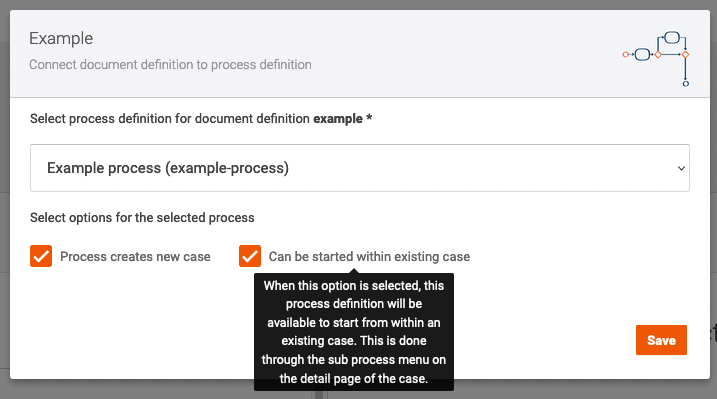 Example
Connect document definition to process definition
Select process definition for document definition example *
Example process (example-process)
Select options for the selected process
Process creates new case
Can be started within existing case
When this option is selected, this
process definition will be
available to start from within an
existing case. This is done
through the sub process menu on
the detail page of the case.
Save